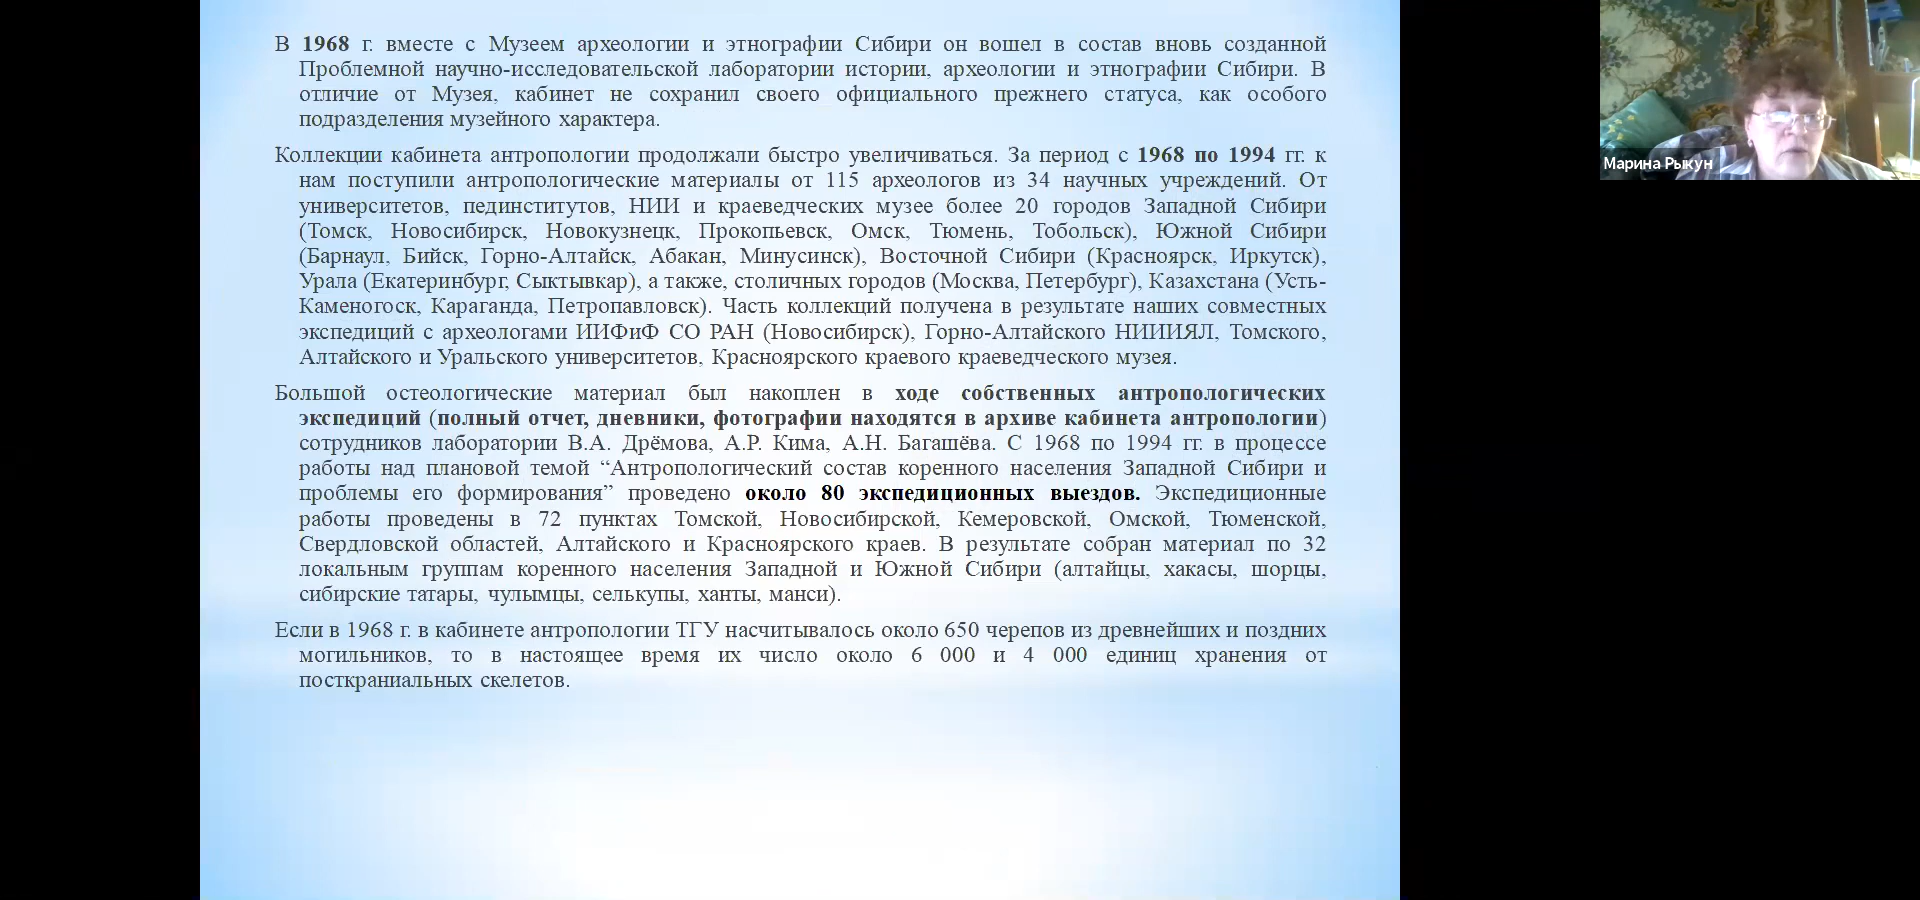 В 1968 г. вместе с Музеем археологии и этнографии Сибири он вошел в состав вновь созданной
Проблемной научно-исследовательской лаборатории истории, археологии и этнографии Сибири. В
отличие от Музея, кабинет не сохранил своего официального прежнего статуса, как особого
подразделения музейного характера.
Коллекции кабинета антропологии продолжали быстро увеличиваться. За период с 1968 по 1994 гг. к
нам поступили антропологические материалы от 115 археологов из 34 научных учреждений. От
университетов, пединститутов, НИИ и краеведческих музее более 20 городов Западной Сибири
(Томск, Новосибирск, Новокузнецк, Прокопьевск, Омск, Тюмень, Тобольск), Южной Сибири
(Барнаул, Бийск, Горно-Алтайск, Абакан, Минусинск), Восточной Сибири (Красноярск, Иркутск),
Урала (Екатеринбург, Сыктывкар), а также, столичных городов (Москва, Петербург), Казахстана (Усть-
Каменогоск, Караганда, Петропавловск). Часть коллекций получена в результате наших совместных
экспедиций с археологами ИИФиФ СО РАН (Новосибирск), Горно-Алтайского НИИИЯЛ, Томского,
Алтайского и Уральского университетов, Красноярского краевого краеведческого музея.
Большой остеологические материал был накоплен в ходе собственных антропологических
экспедиций (полный отчет, дневники, фотографии находятся в архиве кабинета антропологии)
сотрудников лаборатории В.А. Дрёмова, А.Р. Кима, А.Н. Багашёва. С 1968 по 1994 гг. в процессе
работы над плановой темой “Антропологический состав коренного населения Западной Сибири и
проблемы его формирования” проведено около 80 экспедиционных выездов. Экспедиционные
работы проведены в 72 пунктах Томской, Новосибирской, Кемеровской, Омской, Тюменской,
Свердловской областей, Алтайского и Красноярского краев. В результате собран материал по 32
локальным группам коренного населения Западной и Южной Сибири (алтайцы, хакасы, шорцы,
сибирские татары, чулымцы, селькупы, ханты, манси).
Если в 1968 г. в кабинете антропологии ТГУ насчитывалось около 650 черепов из древнейших и поздних
могильников, то в настоящее время их число около 6 000 и 4 000 единиц хранения от
посткраниальных скелетов.
Марина Рыкун